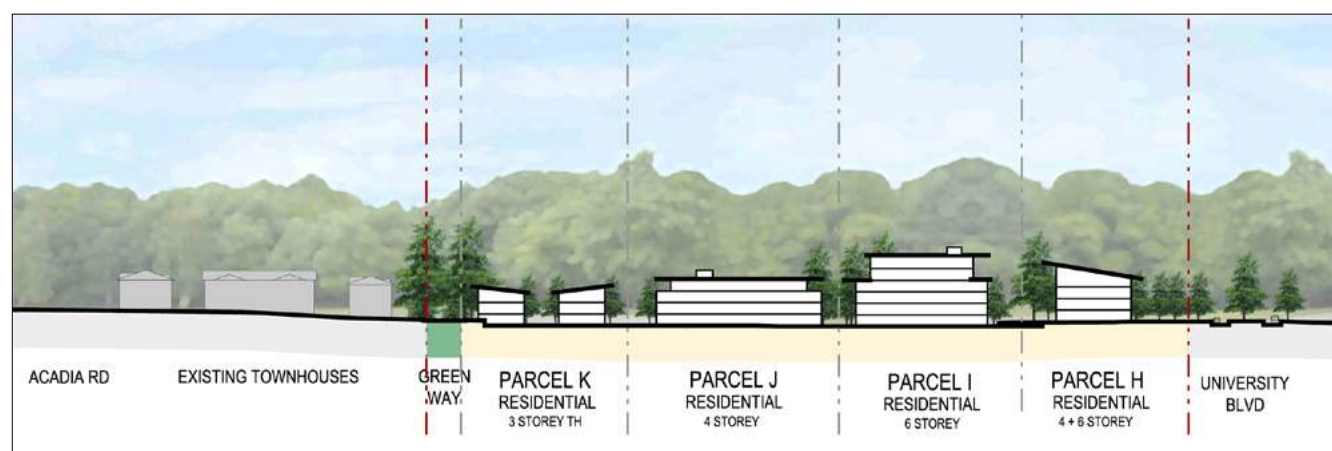 ACADIA RD
EXISTING TOWNHOUSES
GREEN
WAY
PARCEL K
RESIDENTIAL
3 STOREY TH
PARCEL J
RESIDENTIAL
4 STOREY
PARCEL I
RESIDENTIAL
6 STOREY
PARCEL H
RESIDENTIAL
4 + 6 STOREY
UNIVERSITY
BLVD